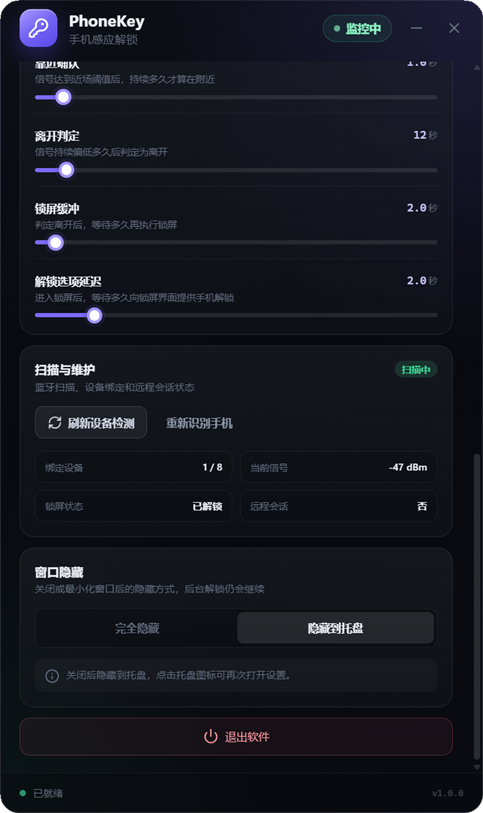 PhoneKey
手机感应解锁
监控中
靠近确认
1.0秒
信号达到近场阈值后，持续多久才算在附近
离开判定
12秒
信号持续偏低多久后判定为离开
锁屏缓冲
2.0秒
判定离开后，等待多久再执行锁屏
解锁选项延迟
2.0秒
进入锁屏后，等待多久向锁屏界面提供手机解锁
扫描与维护
扫描中
蓝牙扫描、设备绑定和远程会话状态
刷新设备检测
重新识别手机
绑定设备
1 / 8
当前信号
-47 dBm
锁屏状态
已解锁
远程会话
否
窗口隐藏
关闭或最小化窗口后的隐藏方式，后台解锁仍会继续
完全隐藏
隐藏到托盘
关闭后隐藏到托盘，点击托盘图标可再次打开设置。
退出软件
已就绪
v1.0.0